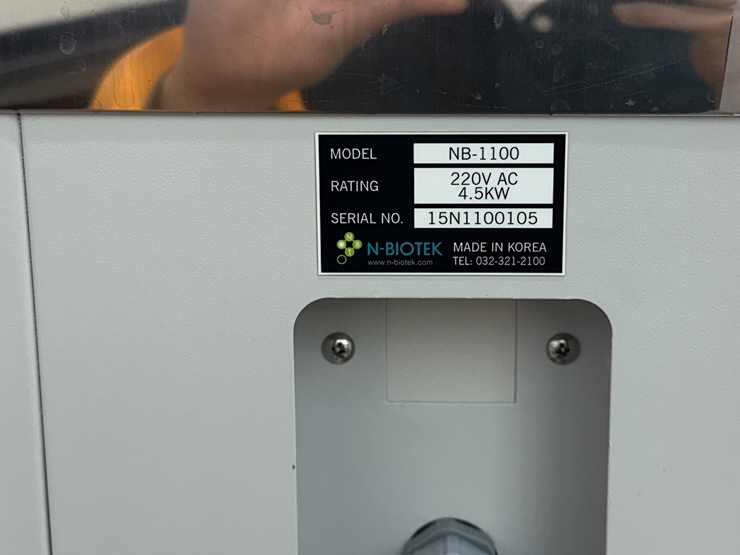 MODEL NB-1100
RATING 220V AC
4.5KW
SERIAL NO. 15N1100105
N-BIOTEK MADE IN KOREA
www.n-biotek.com TEL: 032-321-2100